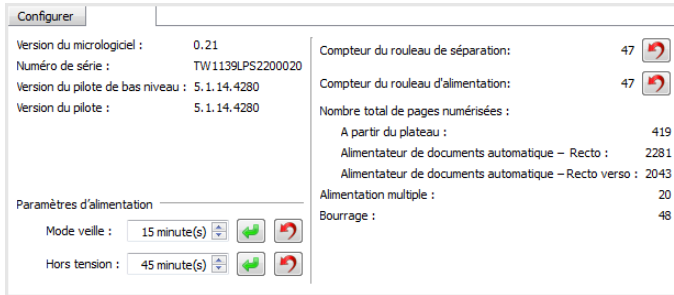 Configurer
Version du micrologiciel : 0.21
Numéro de série : TW1139LPS2200020
Version du pilote de bas niveau : 5.1.14.4280
Version du pilote : 5.1.14.4280
Paramètres d'alimentation
Mode veille : 15 minute(s)
Hors tension : 45 minute(s)
Compteur du rouleau de séparation: 47
Compteur du rouleau d'alimentation: 47
Nombre total de pages numérisées :
A partir du plateau : 419
Alimentateur de documents automatique – Recto : 2281
Alimentateur de documents automatique – Recto verso : 2043
Alimentation multiple : 20
Bourrage : 48